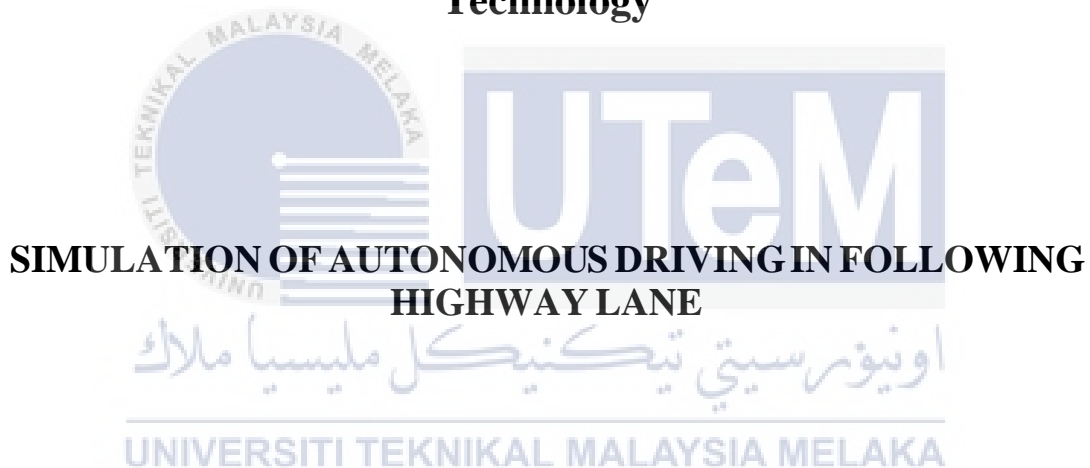 Technology
UNIVERSITI TEKNIKAL MALAYSIA MELAKA
UTeM
SIMULATION OF AUTONOMOUS DRIVING IN FOLLOWING
HIGHWAY LANE
اونيۏرسيتي تيكنيكل مليسيا ملاك
UNIVERSITI TEKNIKAL MALAYSIA MELAKA